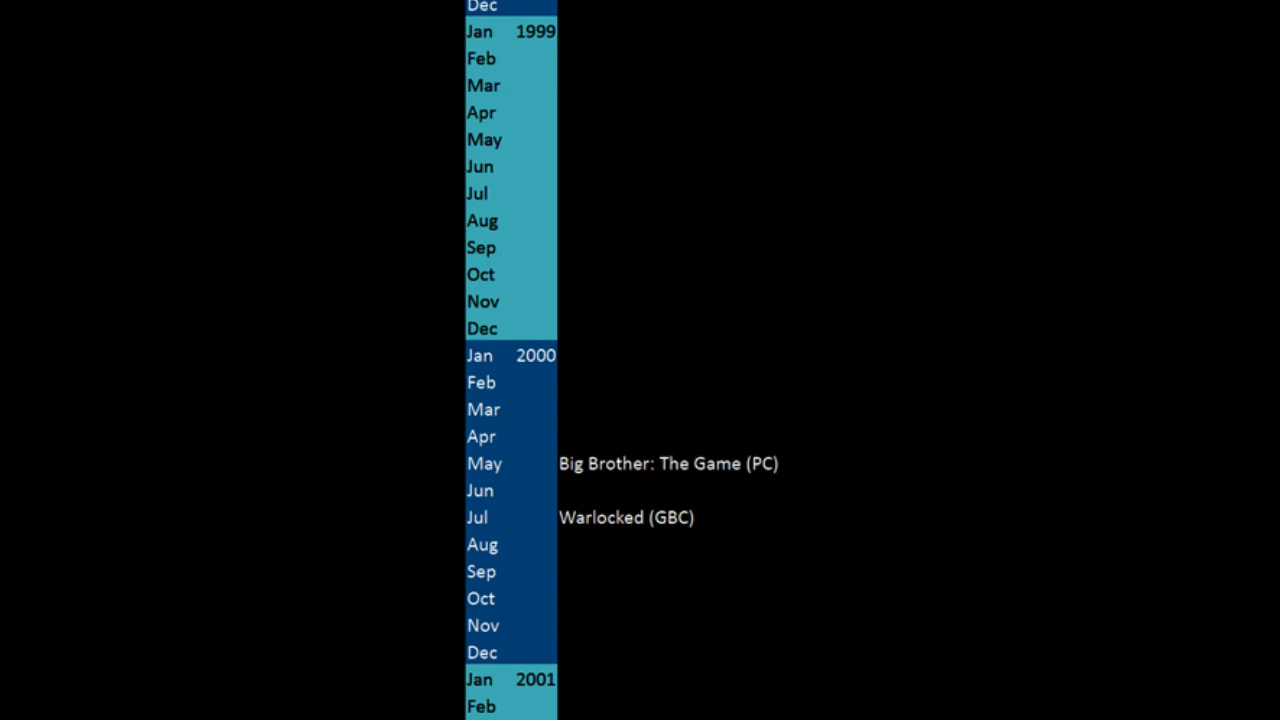 Dec
Jan 1999
Feb
Mar
Apr
May
Jun
Jul
Aug
Sep
Oct
Nov
Dec
Jan 2000
Feb
Mar
Apr
May Big Brother: The Game (PC)
Jun
Jul Warlocked (GBC)
Aug
Sep
Oct
Nov
Dec
Jan 2001
Feb